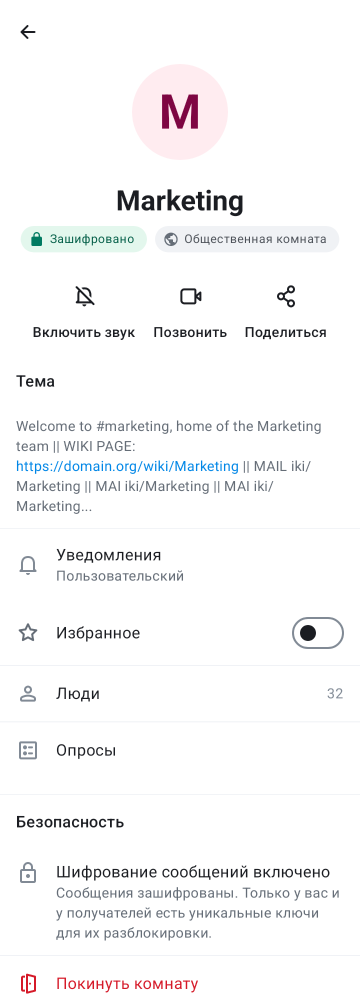 M
Marketing
Зашифровано
Общественная комната
Включить звук
Позвонить
Поделиться
Тема
Welcome to #marketing, home of the Marketing
team || WIKI PAGE:
https://domain.org/wiki/Marketing || MAIL iki/
Marketing || MAI iki/Marketing || MAI iki/
Marketing...
Уведомления
Пользовательский
Избранное
Люди
32
Опросы
Безопасность
Шифрование сообщений включено
Сообщения зашифрованы. Только у вас и
у получателей есть уникальные ключи
для их разблокировки.
Покинуть комнату